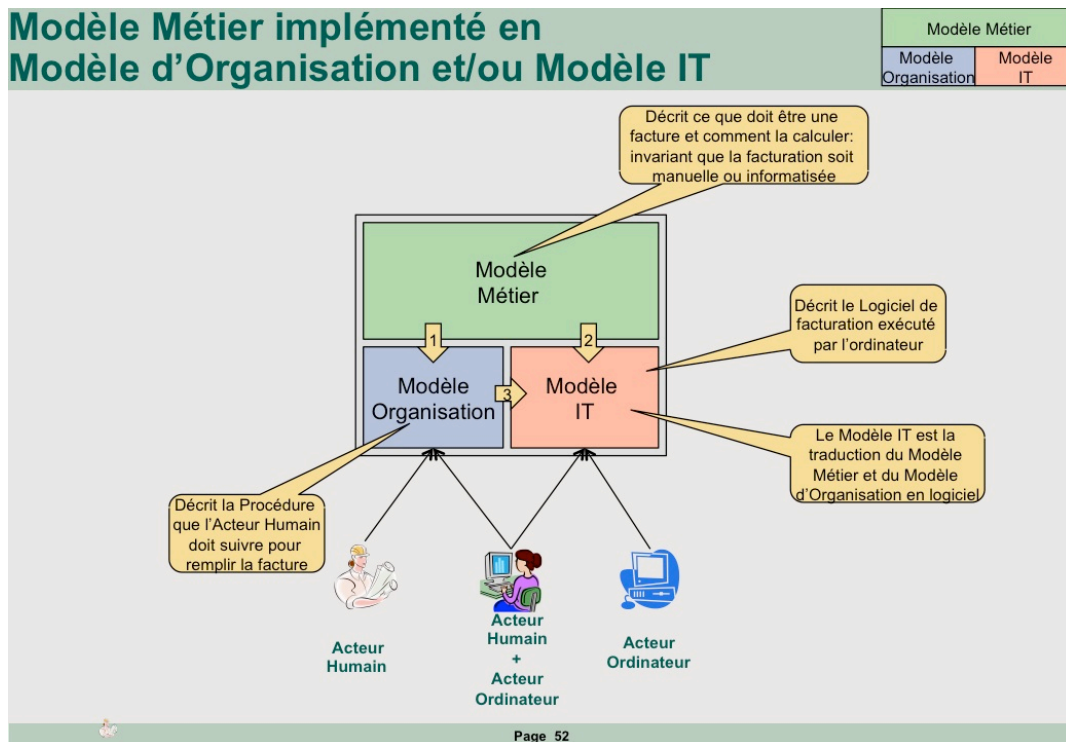 Modèle Métier implémenté en
Modèle d'Organisation et/ou Modèle IT
Modèle Métier
Modèle
Organisation
Modèle
IT
Décrit ce que doit être une
facture et comment la calculer:
invariant que la facturation soit
manuelle ou informatisée
Modèle
Métier
1
2
Décrit le Logiciel de
facturation exécuté
par l'ordinateur
Modèle
Organisation
3
Modèle
IT
Le Modèle IT est la
traduction du Modèle
Métier et du Modèle
d'Organisation en logiciel
Décrit la Procédure
que l'Acteur Humain
doit suivre pour
remplir la facture
Acteur
Humain
Acteur
Humain
+
Acteur
Ordinateur
Acteur
Ordinateur
Page 52